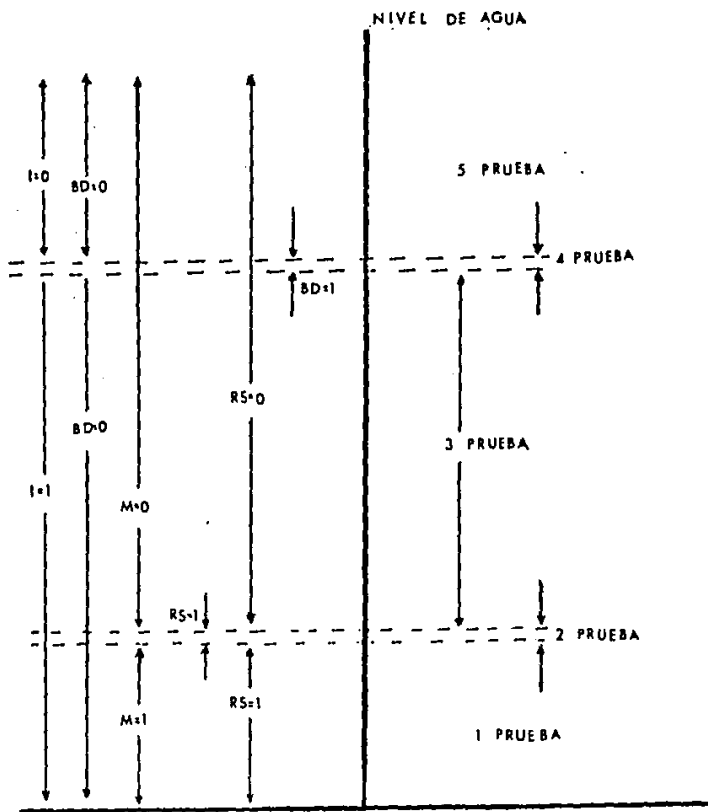 NIVEL DE AGUA
I=0
BD=0
5 PRUEBA
4 PRUEBA
BD=1
RS=0
BD=0
3 PRUEBA
I=1
M=0
RS=1
2 PRUEBA
RS=1
M=1
1 PRUEBA